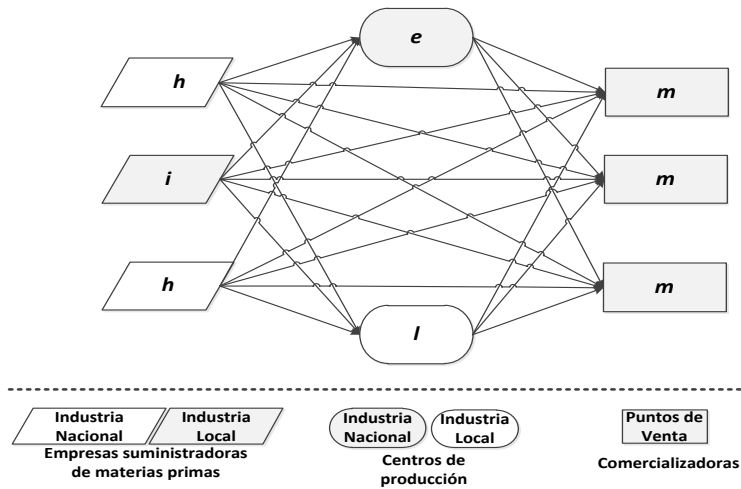 e
h
m
i
m
h
m
l
Industria
Nacional
Industria
Local
Empresas suministradoras
de materias primas
Industria
Nacional
Industria
Local
Centros de
producción
Puntos de
Venta
Comercializadoras